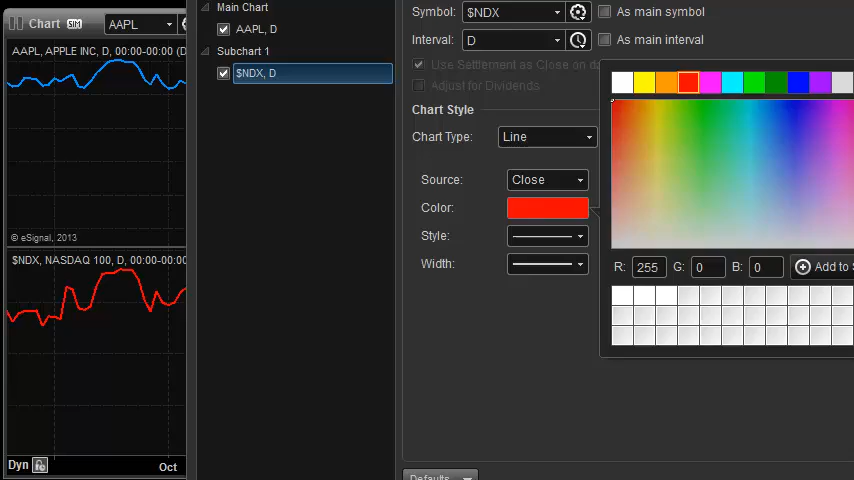 Chart SIM AAPL
AAPL, APPLE INC, D, 00:00-00:00 (D
© eSignal, 2013
$NDX, NASDAQ 100, D, 00:00-00:00
Dyn
Oct
Main Chart
AAPL, D
Subchart 1
$NDX, D
Symbol: $NDX As main symbol
Interval: D As main interval
Use Settlement as Close on da
Adjust for Dividends
Chart Style
Chart Type: Line
Source: Close
Color:
Style:
Width:
R: 255 G: 0 B: 0 Add to S
Defaults